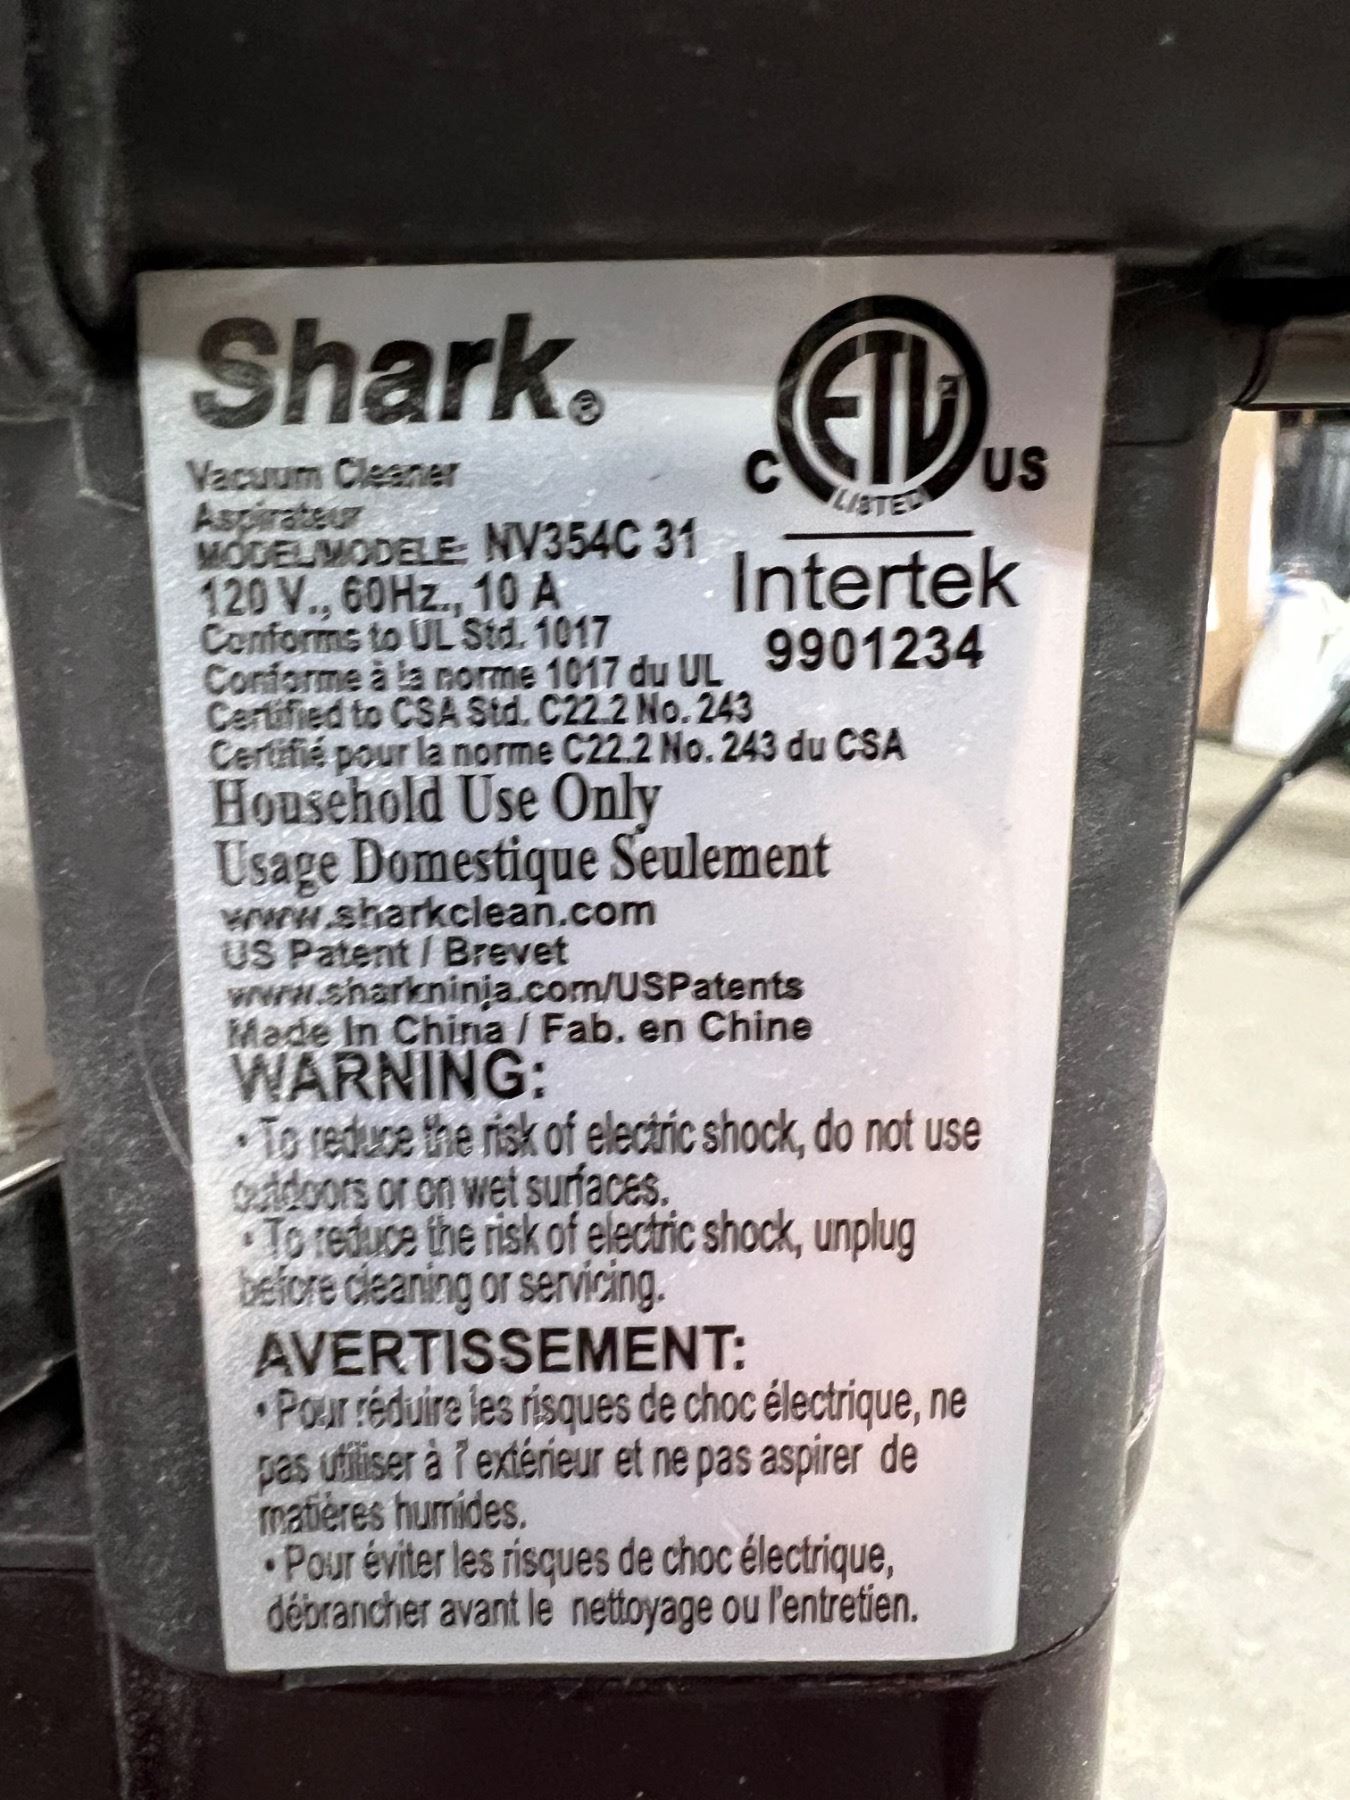 Shark®
ETL
LISTED
C US
Intertek
9901234
Vacuum Cleaner
Aspirateur
MODEL/MODELE: NV354C 31
120 V., 60Hz., 10 A
Conforms to UL Std. 1017
Conforme à la norme 1017 du UL
Certified to CSA Std. C22.2 No. 243
Certifié pour la norme C22.2 No. 243 du CSA
Household Use Only
Usage Domestique Seulement
www.sharkclean.com
US Patent / Brevet
www.sharkninja.com/USPatents
Made In China / Fab. en Chine
WARNING:
• To reduce the risk of electric shock, do not use
outdoors or on wet surfaces.
• To reduce the risk of electric shock, unplug
before cleaning or servicing.
AVERTISSEMENT:
• Pour réduire les risques de choc électrique, ne
pas utiliser à l' extérieur et ne pas aspirer de
matières humides.
• Pour éviter les risques de choc électrique,
débrancher avant le nettoyage ou l'entretien.